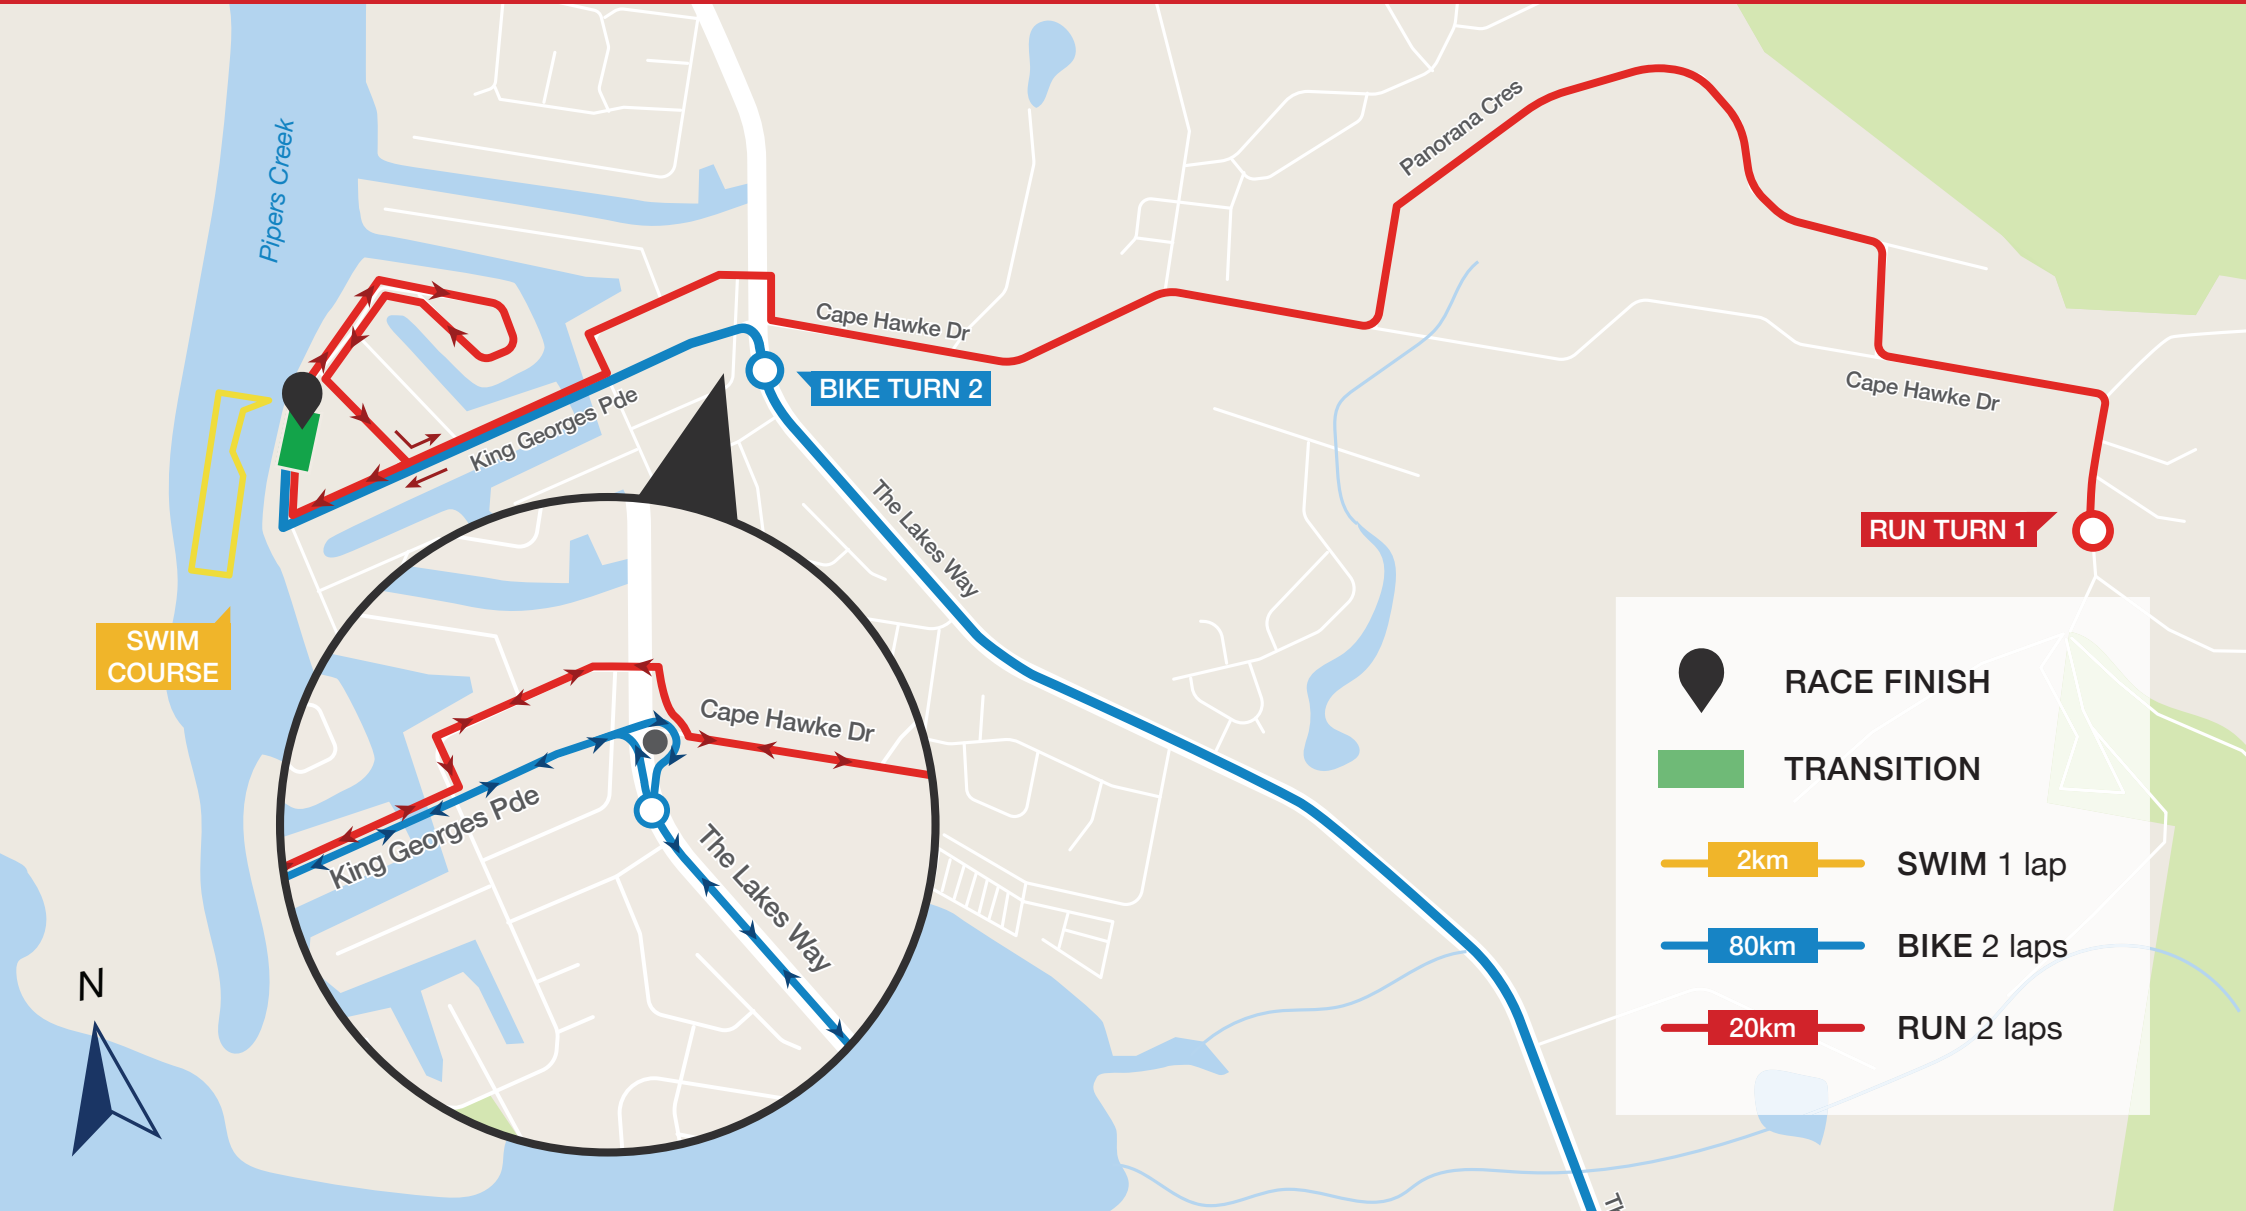 Pipers Creek
Panorana Cres
Cape Hawke Dr
BIKE TURN 2
King Georges Pde
Cape Hawke Dr
The Lakes Way
RUN TURN 1
SWIM
COURSE
Cape Hawke Dr
King Georges Pde
The Lakes Way
N
RACE FINISH
TRANSITION
2km SWIM 1 lap
80km BIKE 2 laps
20km RUN 2 laps